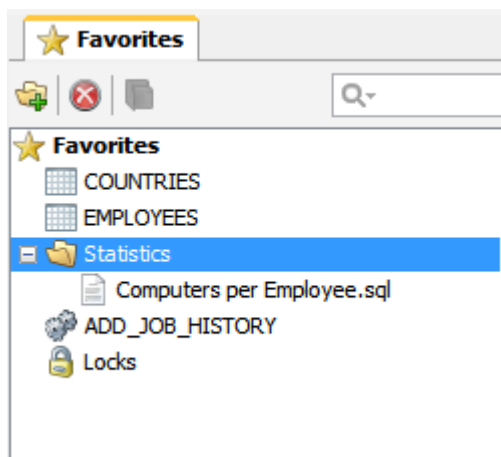 Favorites
Favorites
COUNTRIES
EMPLOYEES
Statistics
Computers per Employee.sql
ADD_JOB_HISTORY
Locks